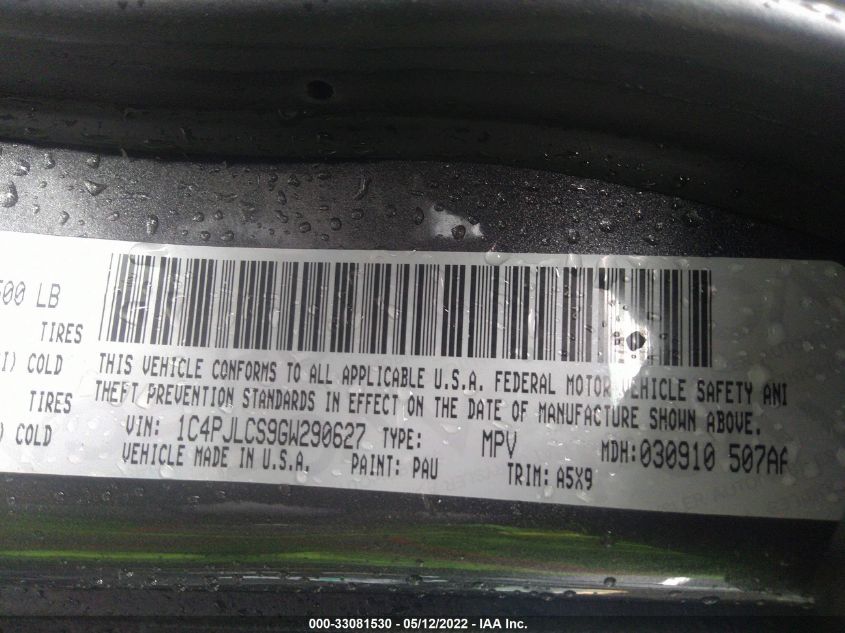 500 LB
TIRES
I) COLD
TIRES
) COLD
THIS VEHICLE CONFORMS TO ALL APPLICABLE U.S.A. FEDERAL MOTOR VEHICLE SAFETY AND
THEFT PREVENTION STANDARDS IN EFFECT ON THE DATE OF MANUFACTURE SHOWN ABOVE.
VIN: 1C4PJLCS9GW290627 TYPE: MPV MDH:030910 507AA
VEHICLE MADE IN U.S.A. PAINT: PAU TRIM: A5X9
000-33081530 - 05/12/2022 - IAA Inc.